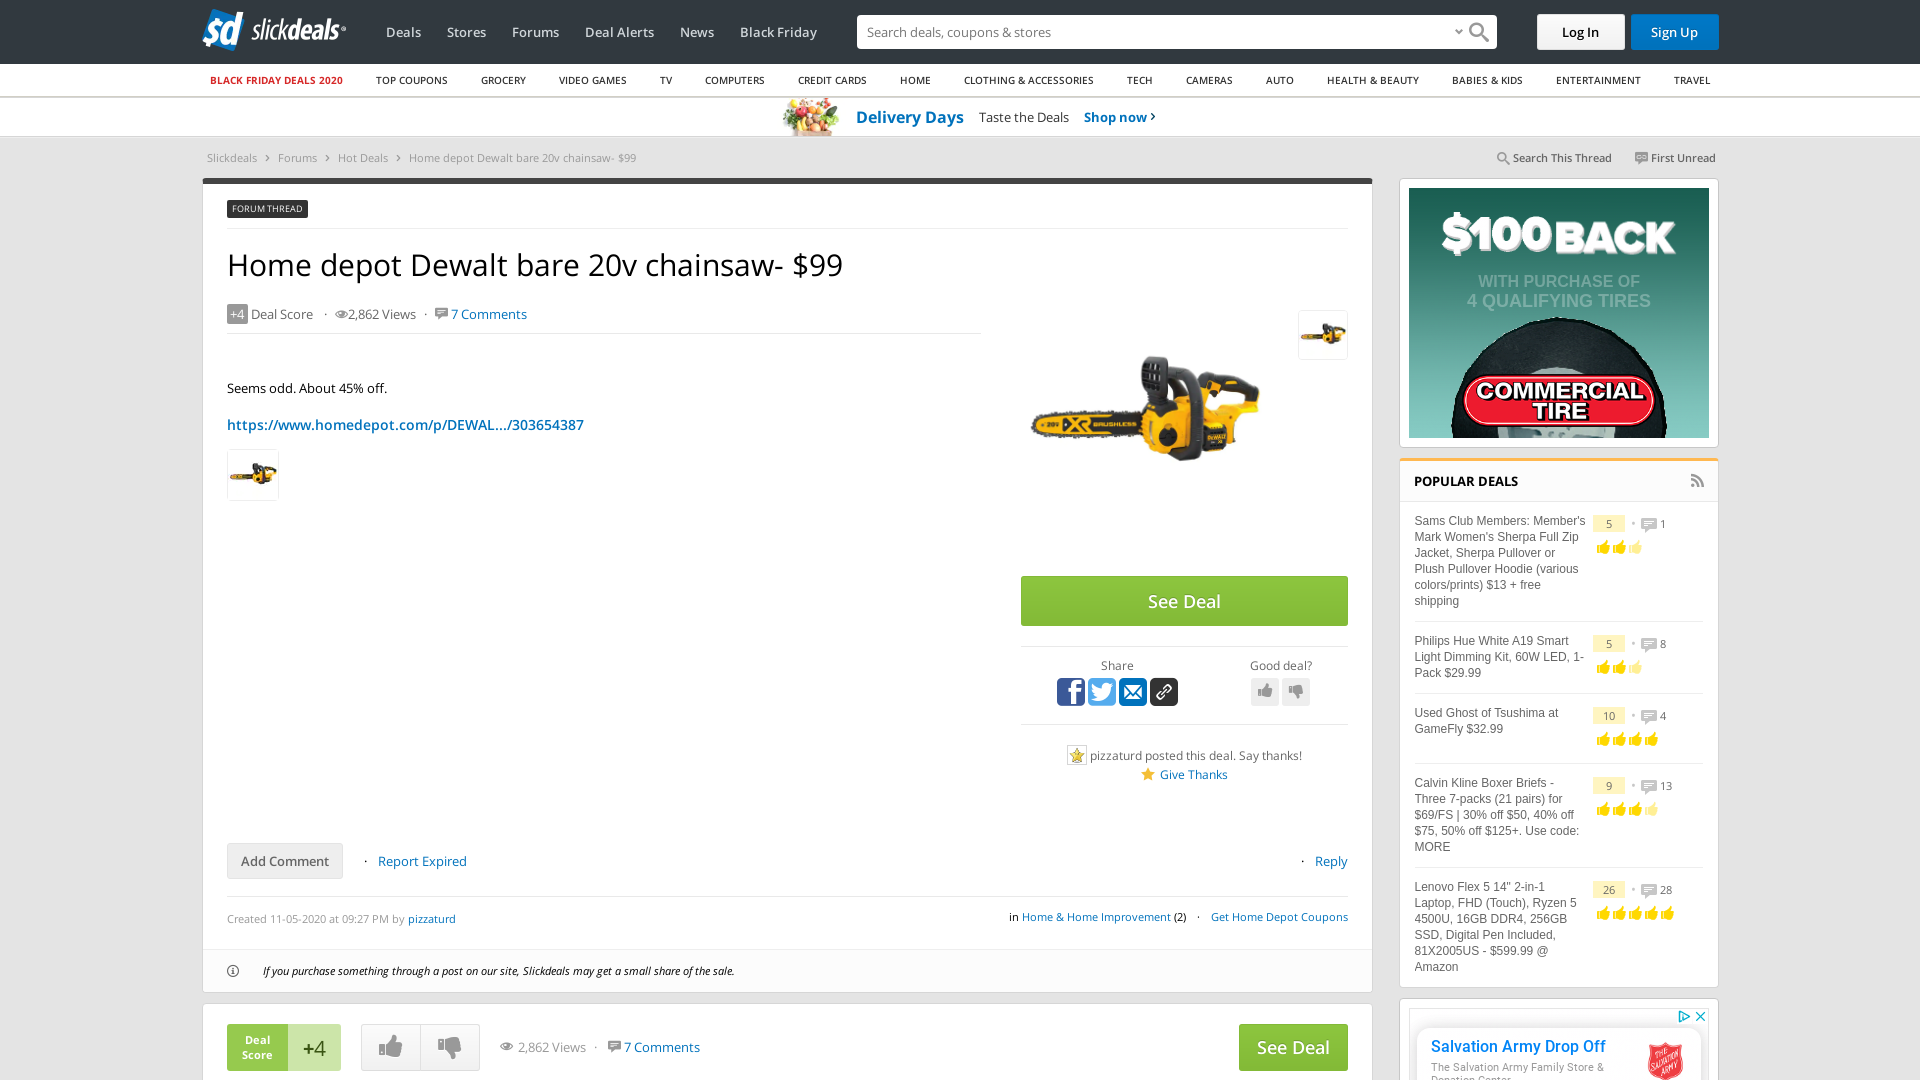 slickdeals
Deals
Stores
Forums
Deal Alerts
News
Black Friday
Search deals, coupons & stores
Log In
Sign Up
BLACK FRIDAY DEALS 2020
TOP COUPONS
GROCERY
VIDEO GAMES
TV
COMPUTERS
CREDIT CARDS
HOME
CLOTHING & ACCESSORIES
TECH
CAMERAS
AUTO
HEALTH & BEAUTY
BABIES & KIDS
ENTERTAINMENT
TRAVEL
Delivery Days Taste the Deals Shop now
Slickdeals > Forums > Hot Deals > Home depot Dewalt bare 20v chainsaw- $99
Search This Thread
First Unread
FORUM THREAD
Home depot Dewalt bare 20v chainsaw- $99
+4 Deal Score · 2,862 Views · 7 Comments
Seems odd. About 45% off.
https://www.homedepot.com/p/DEWAL.../303654387
XR BRUSHLESS
DEWALT
See Deal
Share
Good deal?
pizzaturd posted this deal. Say thanks!
Give Thanks
Add Comment
· Report Expired
· Reply
Created 11-05-2020 at 09:27 PM by pizzaturd
in Home & Home Improvement (2) · Get Home Depot Coupons
If you purchase something through a post on our site, Slickdeals may get a small share of the sale.
Deal
Score
+4
2,862 Views · 7 Comments
See Deal
$100 BACK
WITH PURCHASE OF
4 QUALIFYING TIRES
COMMERCIAL
TIRE
POPULAR DEALS
Sams Club Members: Member's
Mark Women's Sherpa Full Zip
Jacket, Sherpa Pullover or
Plush Pullover Hoodie (various
colors/prints) $13 + free
shipping
5 • 1
Philips Hue White A19 Smart
Light Dimming Kit, 60W LED, 1-
Pack $29.99
5 • 8
Used Ghost of Tsushima at
GameFly $32.99
10 • 4
Calvin Kline Boxer Briefs -
Three 7-packs (21 pairs) for
$69/FS | 30% off $50, 40% off
$75, 50% off $125+. Use code:
MORE
9 • 13
Lenovo Flex 5 14" 2-in-1
Laptop, FHD (Touch), Ryzen 5
4500U, 16GB DDR4, 256GB
SSD, Digital Pen Included,
81X2005US - $599.99 @
Amazon
26 • 28
Salvation Army Drop Off
The Salvation Army Family Store &
Donation Center
THE
SALVATION
ARMY